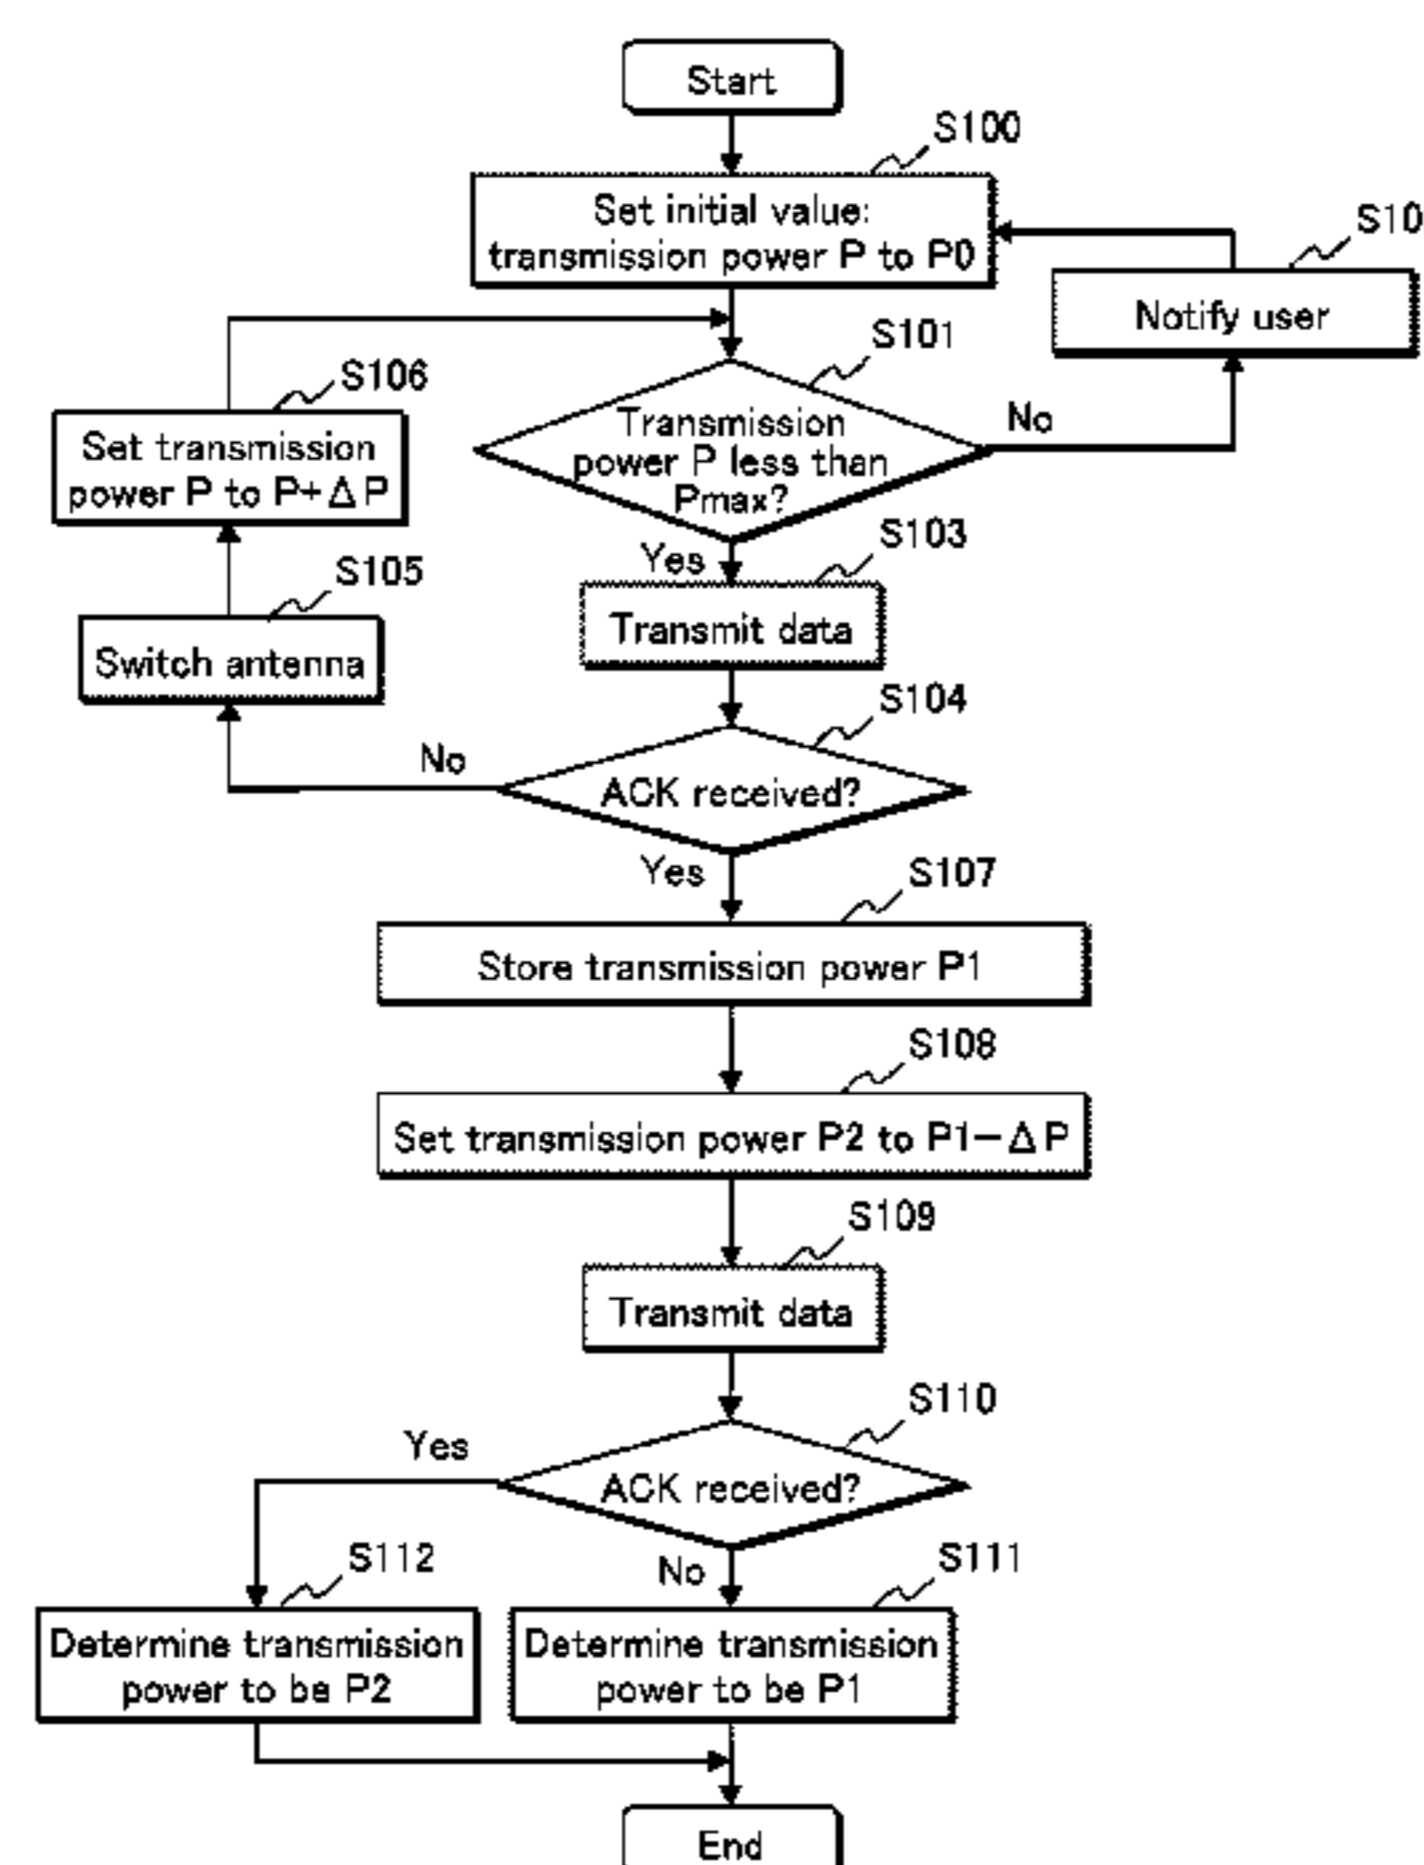 Start
S100
Set initial value:
transmission power P to P0
S10
Notify user
S101
Transmission
power P less than
Pmax?
No
S106
Set transmission
power P to P+ΔP
Yes
S103
Transmit data
S105
Switch antenna
S104
ACK received?
No
Yes
S107
Store transmission power P1
S108
Set transmission power P2 to P1−ΔP
S109
Transmit data
S110
ACK received?
Yes
No
S112
Determine transmission
power to be P2
S111
Determine transmission
power to be P1
End